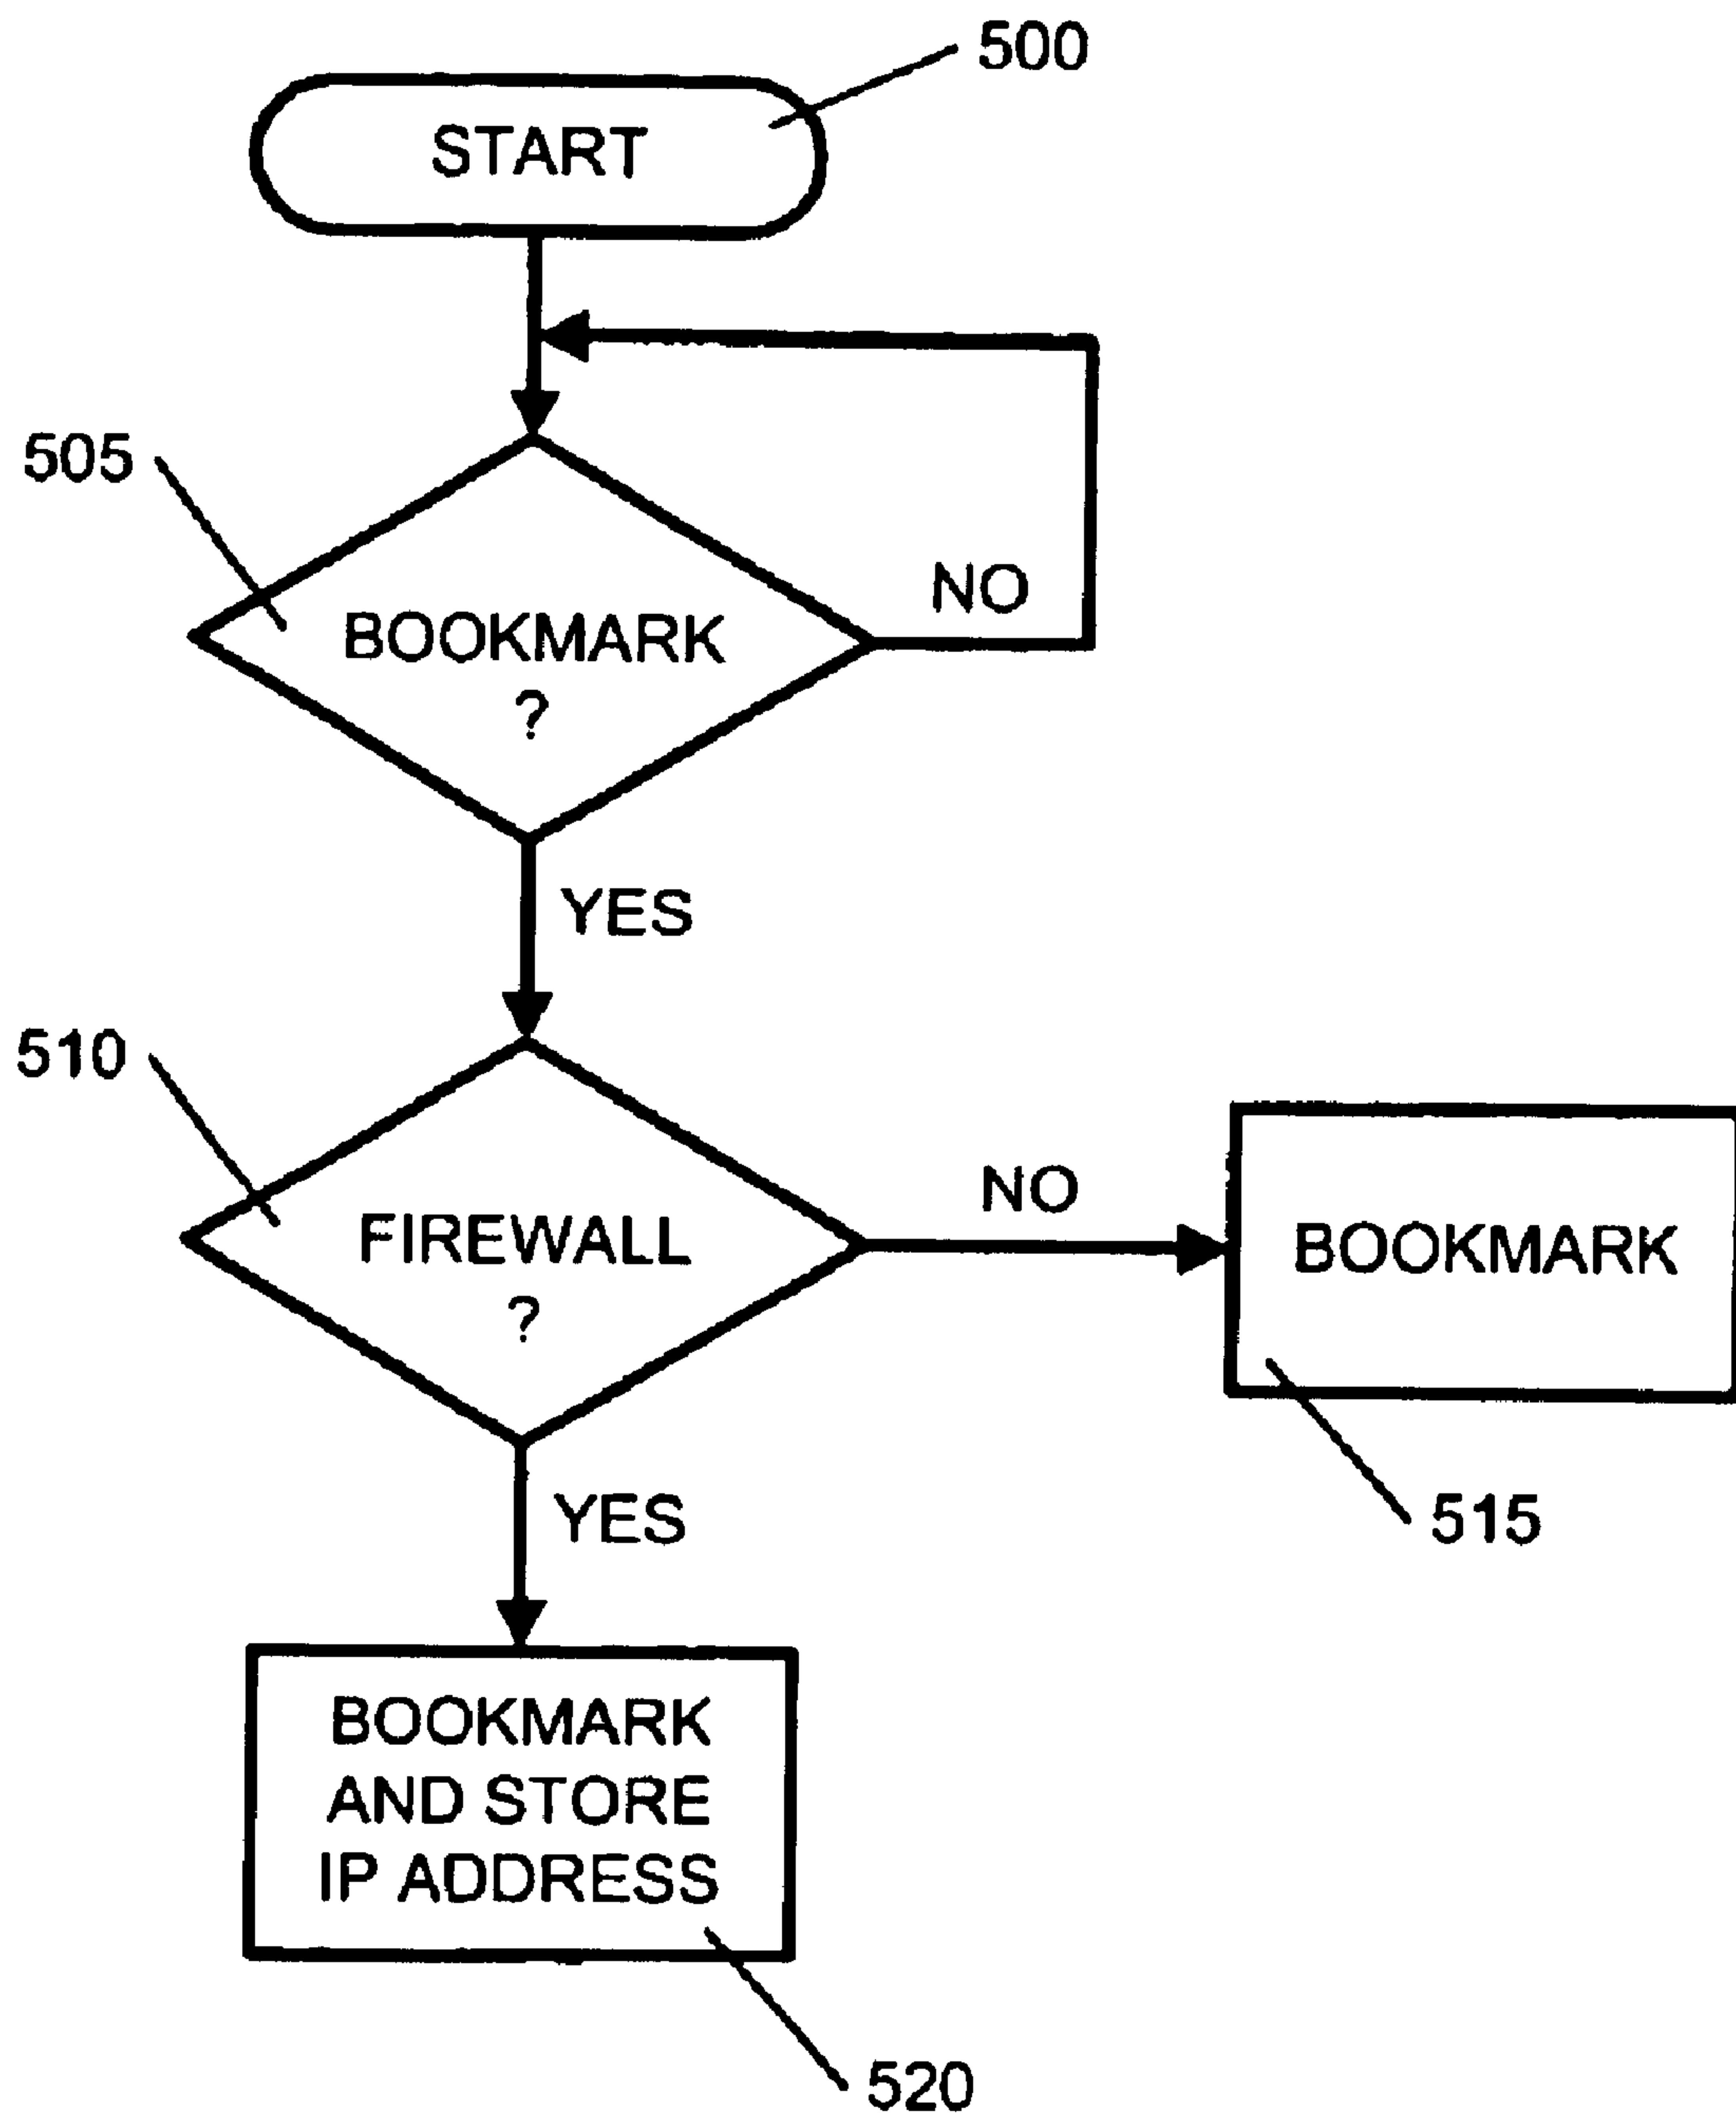 500
START
505
NO
BOOKMARK
?
YES
510
NO
FIREWALL
?
BOOKMARK
YES
515
BOOKMARK
AND STORE
IP ADDRESS
520